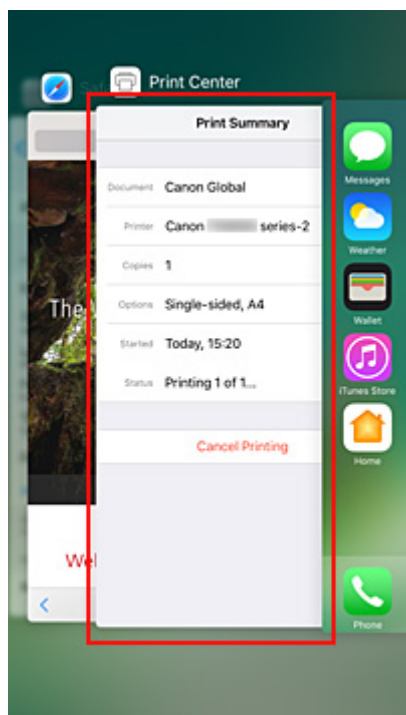 Print Center
Print Summary
Document Canon Global
Printer Canon series-2
Copies 1
Options Single-sided, A4
Started Today, 15:20
Status Printing 1 of 1...
Cancel Printing
The
Wel
Messages
Weather
Wallet
iTunes Store
Home
Phone